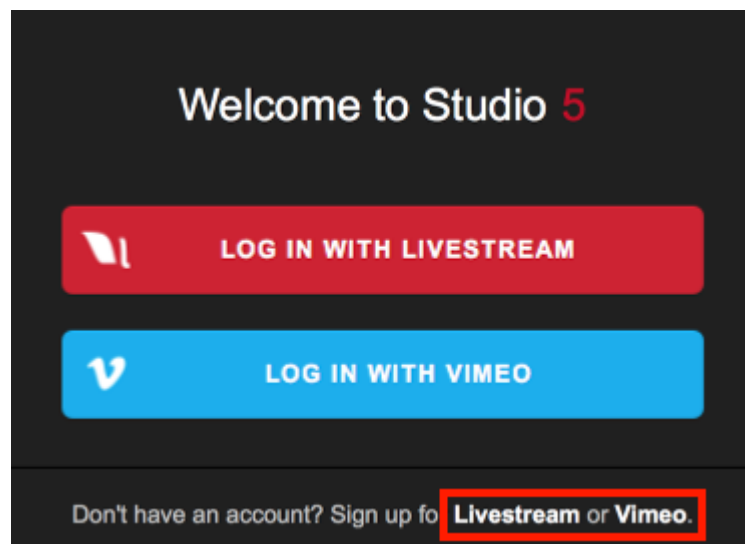 Welcome to Studio 5
LOG IN WITH LIVESTREAM
LOG IN WITH VIMEO
Don't have an account? Sign up fo Livestream or Vimeo.